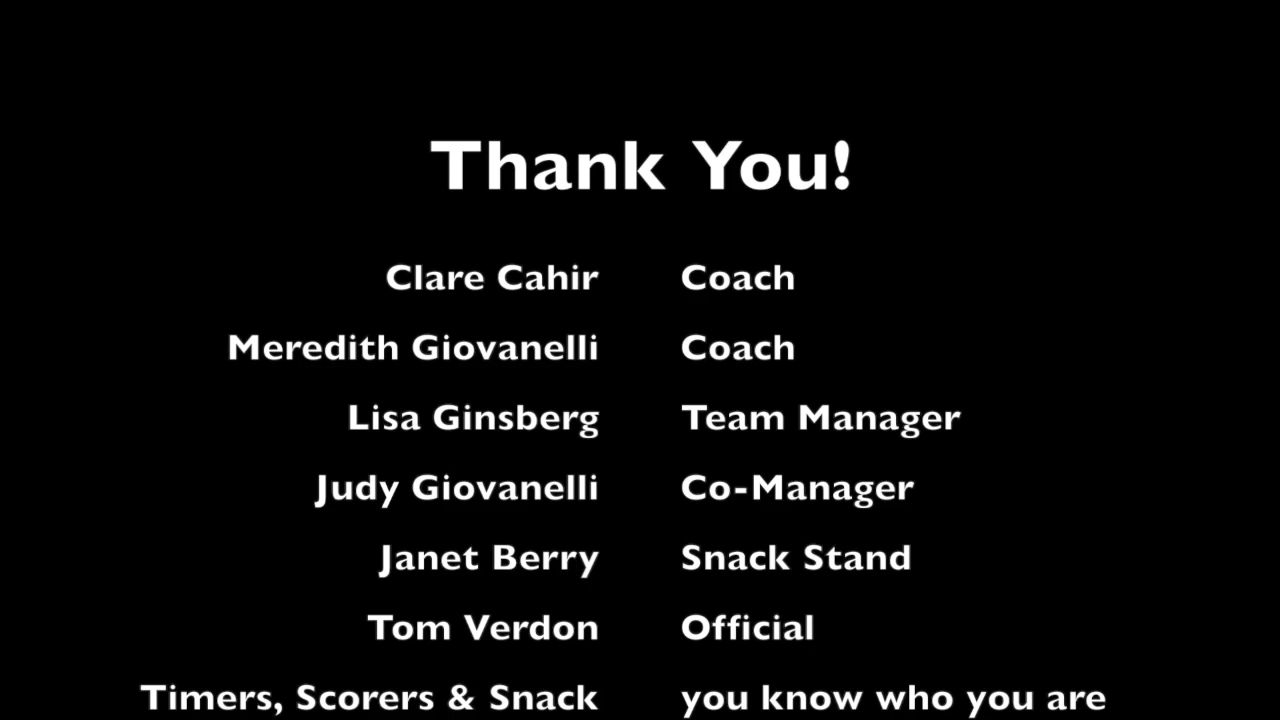 Thank You!
Clare Cahir Coach
Meredith Giovanelli Coach
Lisa Ginsberg Team Manager
Judy Giovanelli Co-Manager
Janet Berry Snack Stand
Tom Verdon Official
Timers, Scorers & Snack you know who you are